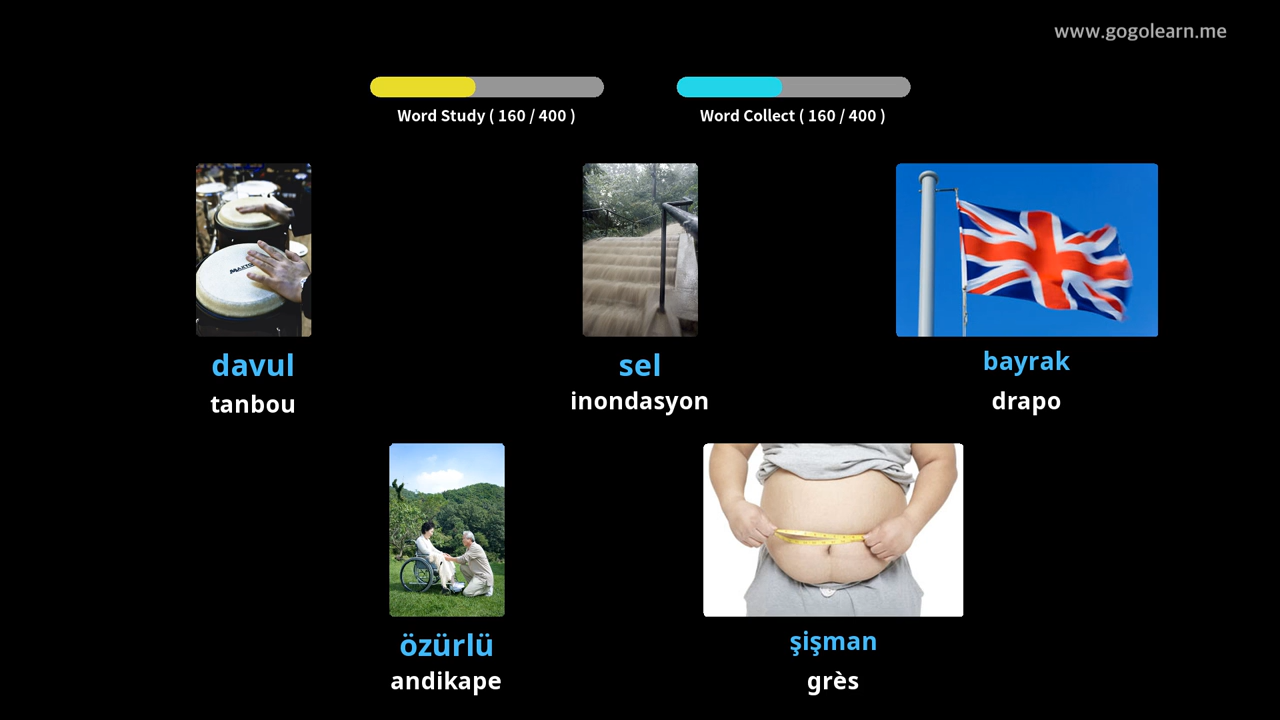 www.gogolearn.me
Word Study ( 160 / 400 )
Word Collect ( 160 / 400 )
davul
tanbou
sel
inondasyon
bayrak
drapo
özürlü
andikape
şişman
grès